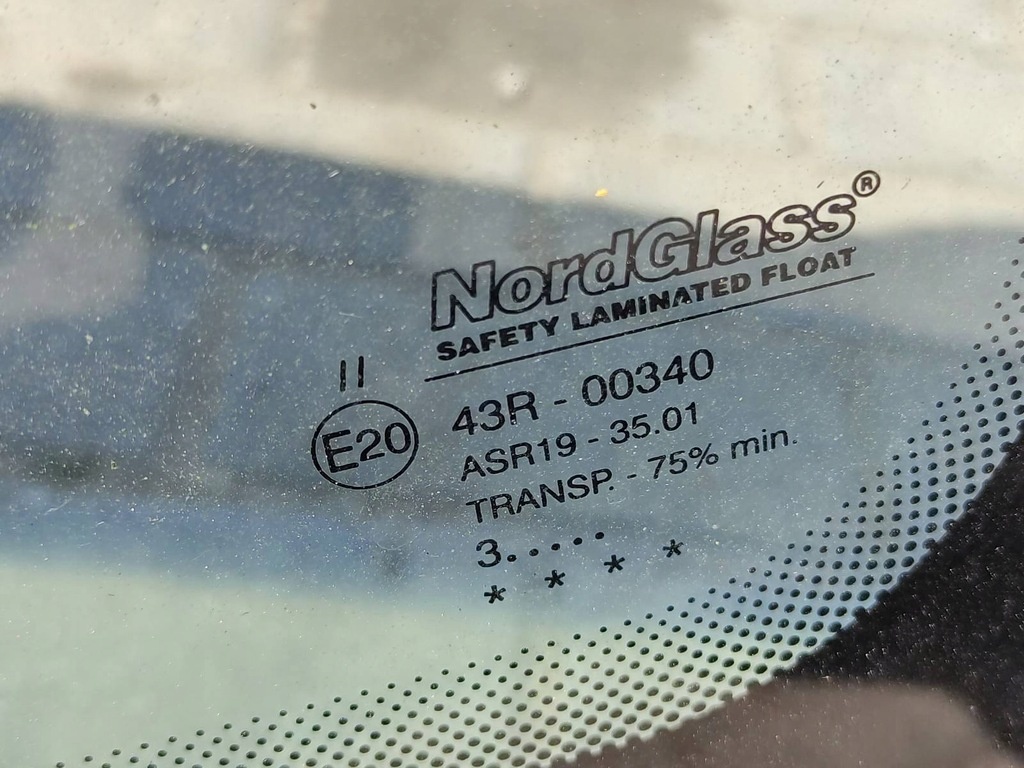 NordGlass®
SAFETY LAMINATED FLOAT
II
E20
43R - 00340
ASR19 - 35.01
TRANSP. - 75% min.
3.....
* * * *